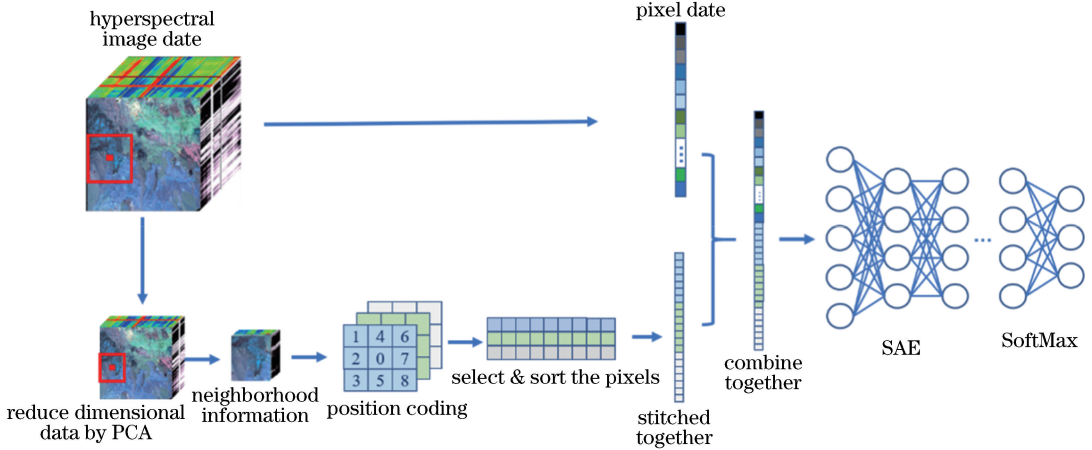 hyperspectral
image date
pixel date
1 4 6
2 0 7
3 5 8
reduce dimensional
data by PCA
neighborhood
information
position coding
select & sort the pixels
stitched
together
combine
together
SAE
SoftMax